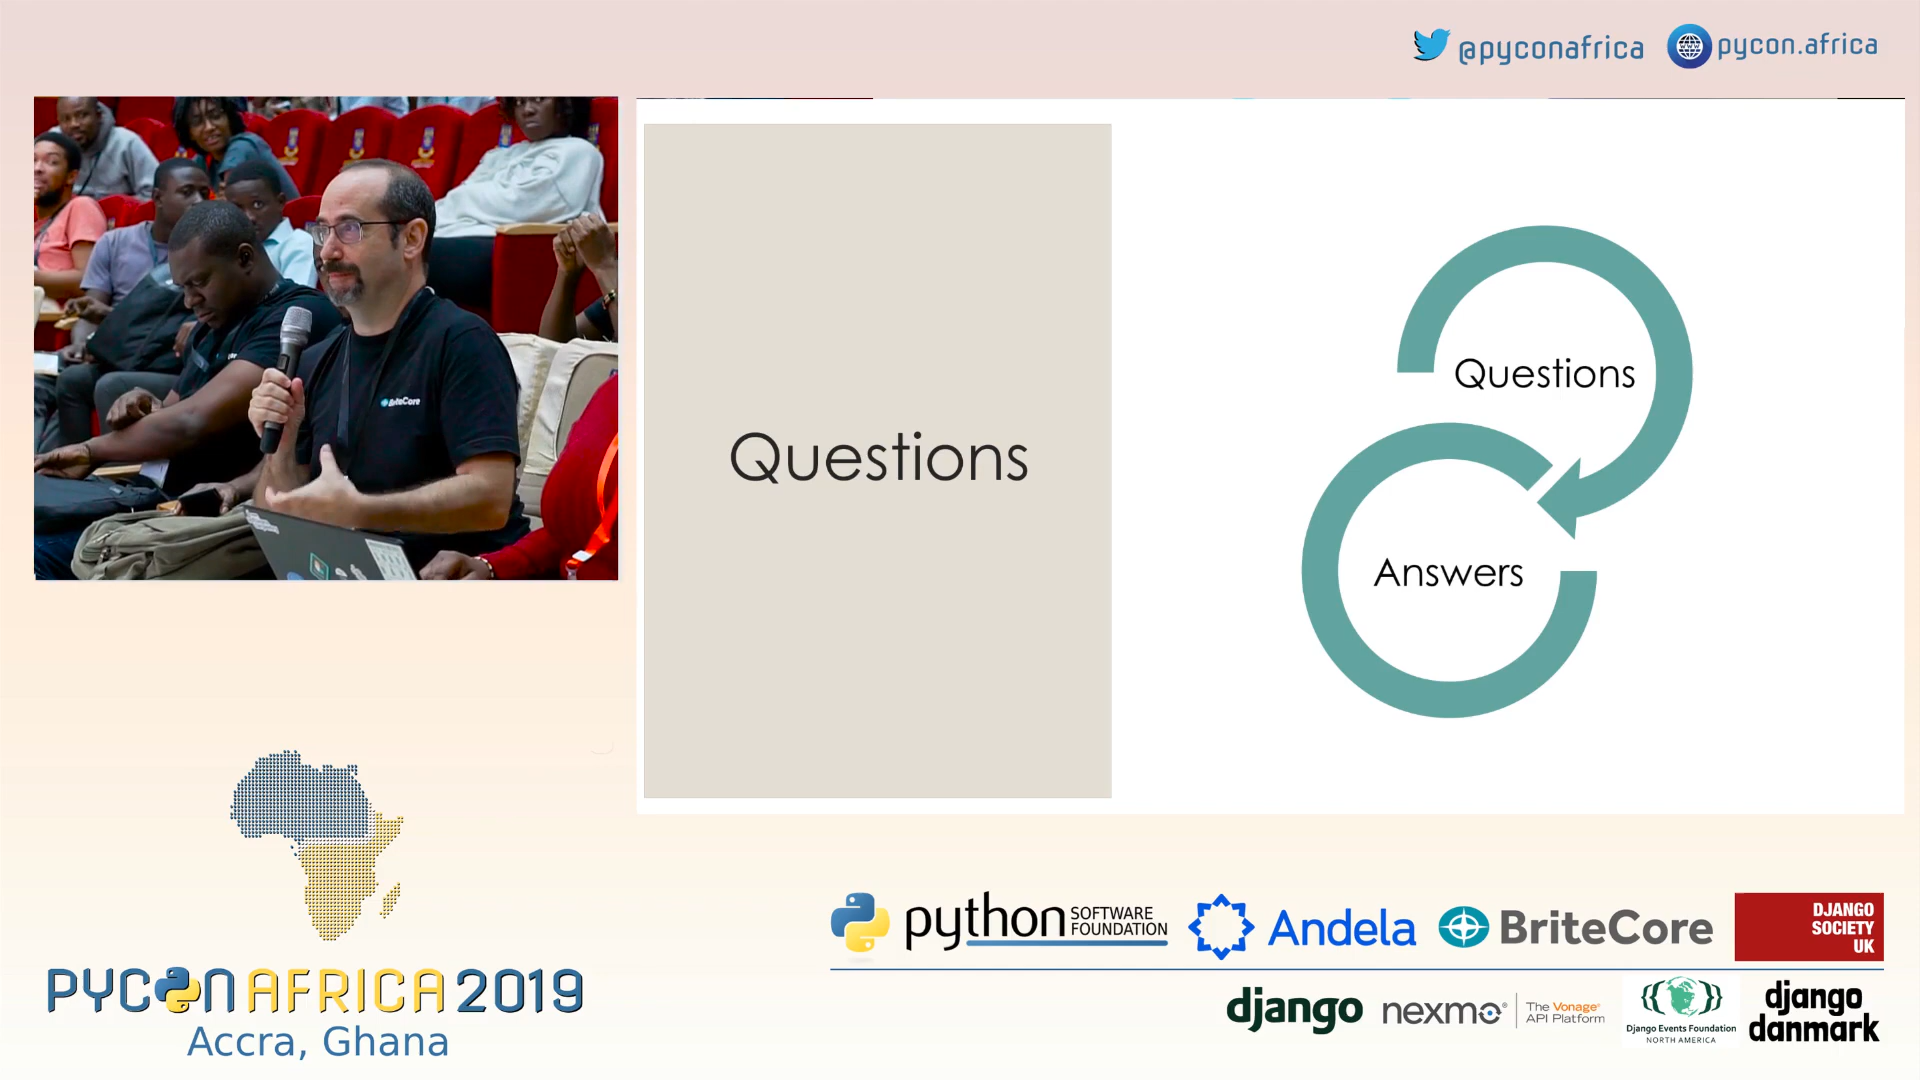 @pyconafrica
pycon.africa
BriteCore
Questions
Questions
Answers
PYCON AFRICA 2019
Accra, Ghana
python SOFTWARE FOUNDATION
Andela
BriteCore
DJANGO
SOCIETY
UK
django
nexmo®
The Vonage®
API Platform
Django Events Foundation
NORTH AMERICA
django
danmark